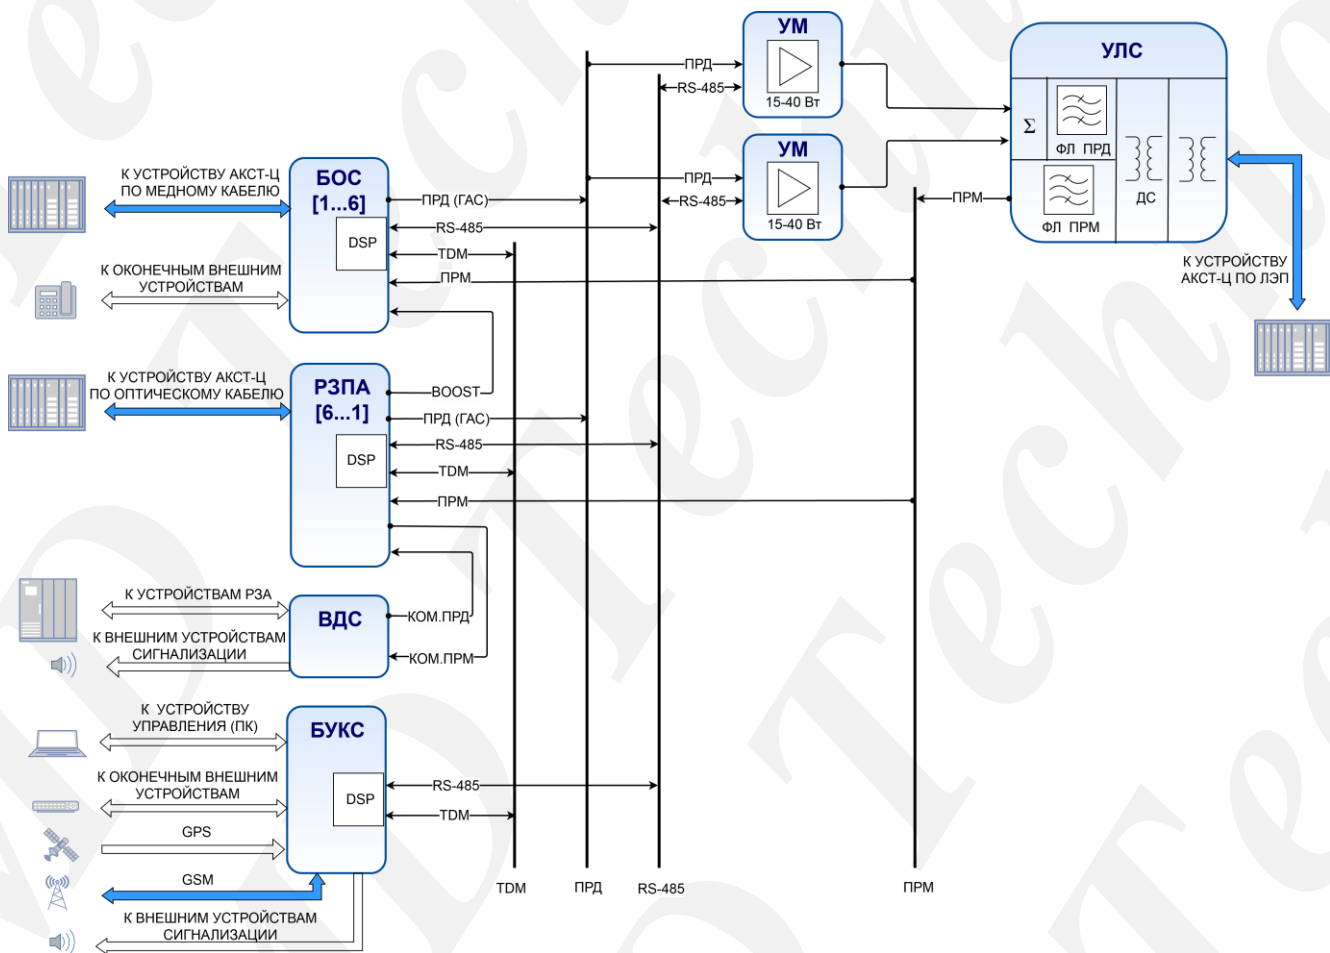 УМ
15-40 Вт
УМ
15-40 Вт
УЛС
Σ
ФЛ ПРД
ФЛ ПРМ
ДС
ПРД
RS-485
ПРД
RS-485
ПРМ
К УСТРОЙСТВУ
АКСТ-Ц ПО ЛЭП
К УСТРОЙСТВУ АКСТ-Ц
ПО МЕДНОМУ КАБЕЛЮ
К ОКОНЕЧНЫМ ВНЕШНИМ
УСТРОЙСТВАМ
БОС
[1...6]
DSP
ПРД (ГАС)
RS-485
TDM
ПРМ
К УСТРОЙСТВУ АКСТ-Ц
ПО ОПТИЧЕСКОМУ КАБЕЛЮ
РЗПА
[6...1]
DSP
BOOST
ПРД (ГАС)
RS-485
TDM
ПРМ
К УСТРОЙСТВАМ РЗА
К ВНЕШНИМ УСТРОЙСТВАМ
СИГНАЛИЗАЦИИ
ВДС
КОМ.ПРД
КОМ.ПРМ
К УСТРОЙСТВУ
УПРАВЛЕНИЯ (ПК)
К ОКОНЕЧНЫМ ВНЕШНИМ
УСТРОЙСТВАМ
GPS
GSM
К ВНЕШНИМ УСТРОЙСТВАМ
СИГНАЛИЗАЦИИ
БУКС
DSP
RS-485
TDM
TDM
ПРД
RS-485
ПРМ
MD Tech